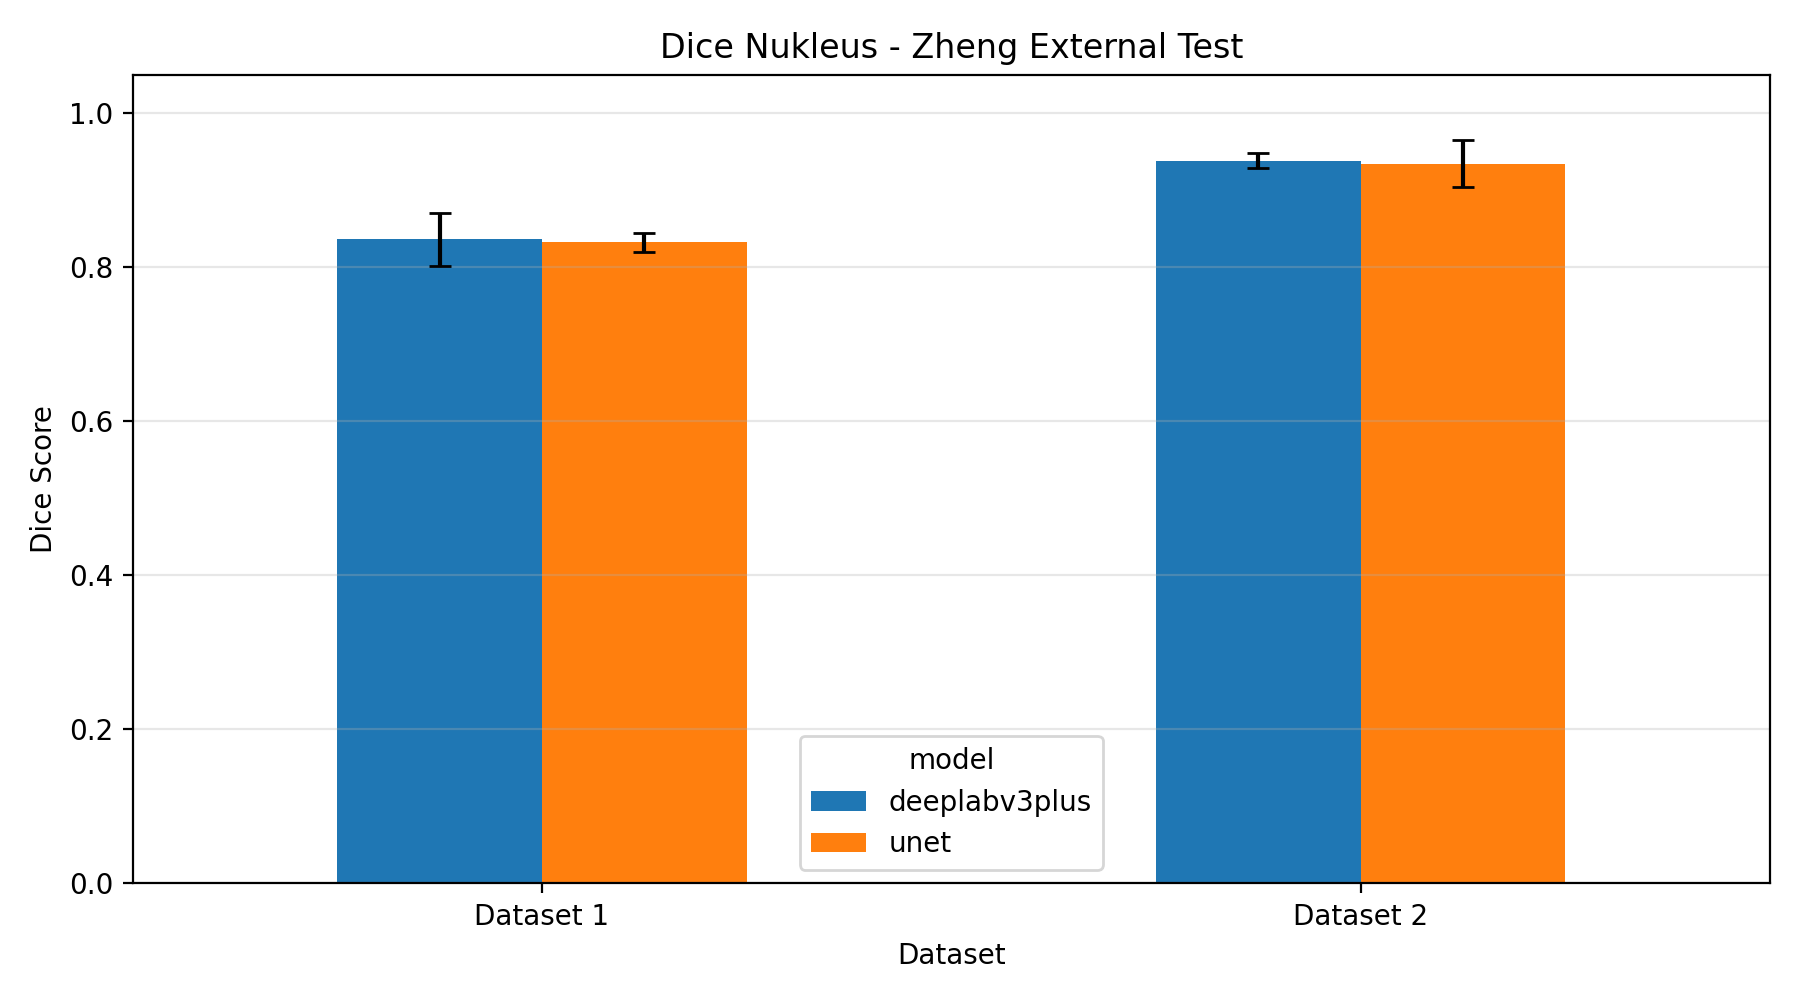 Dice Nukleus - Zheng External Test
1.0
0.8
0.6
0.4
0.2
0.0
Dice Score
model
deeplabv3plus
unet
Dataset 1
Dataset 2
Dataset